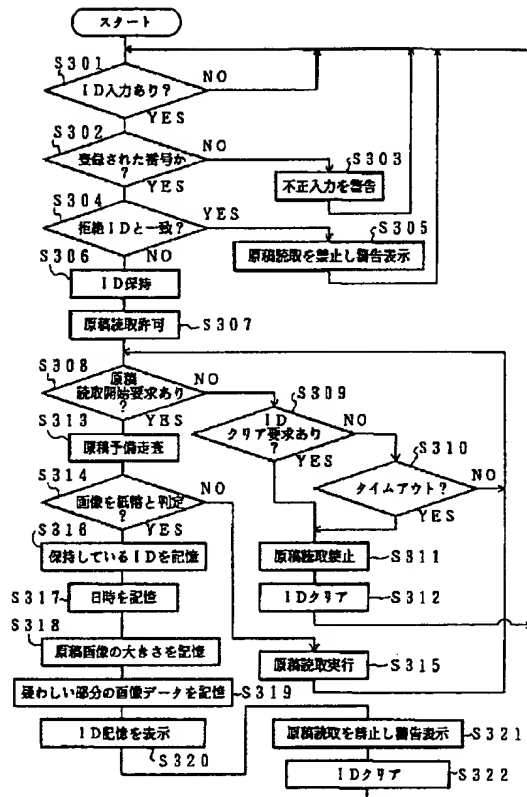 スタート
S301
ID入力あり?
NO
YES
S302
登録された番号か
?
NO
YES
S303
不正入力を警告
S304
拒絶IDと一致?
YES
NO
S305
原稿読取を禁止し警告表示
S306
ID保持
原稿読取許可
S307
S308
原稿
読取開始要求あり
?
NO
YES
S309
ID
クリア要求あり
?
NO
YES
S310
タイムアウト?
NO
YES
S313
原稿予備走査
S314
画像を紙幣と判定
?
NO
YES
原稿読取禁止
S311
IDクリア
S312
S316
保持しているIDを記憶
S317
日時を記憶
S318
原稿画像の大きさを記憶
原稿読取実行
S315
疑わしい部分の画像データを記憶
S319
ID記憶を表示
S320
原稿読取を禁止し警告表示
S321
IDクリア
S322